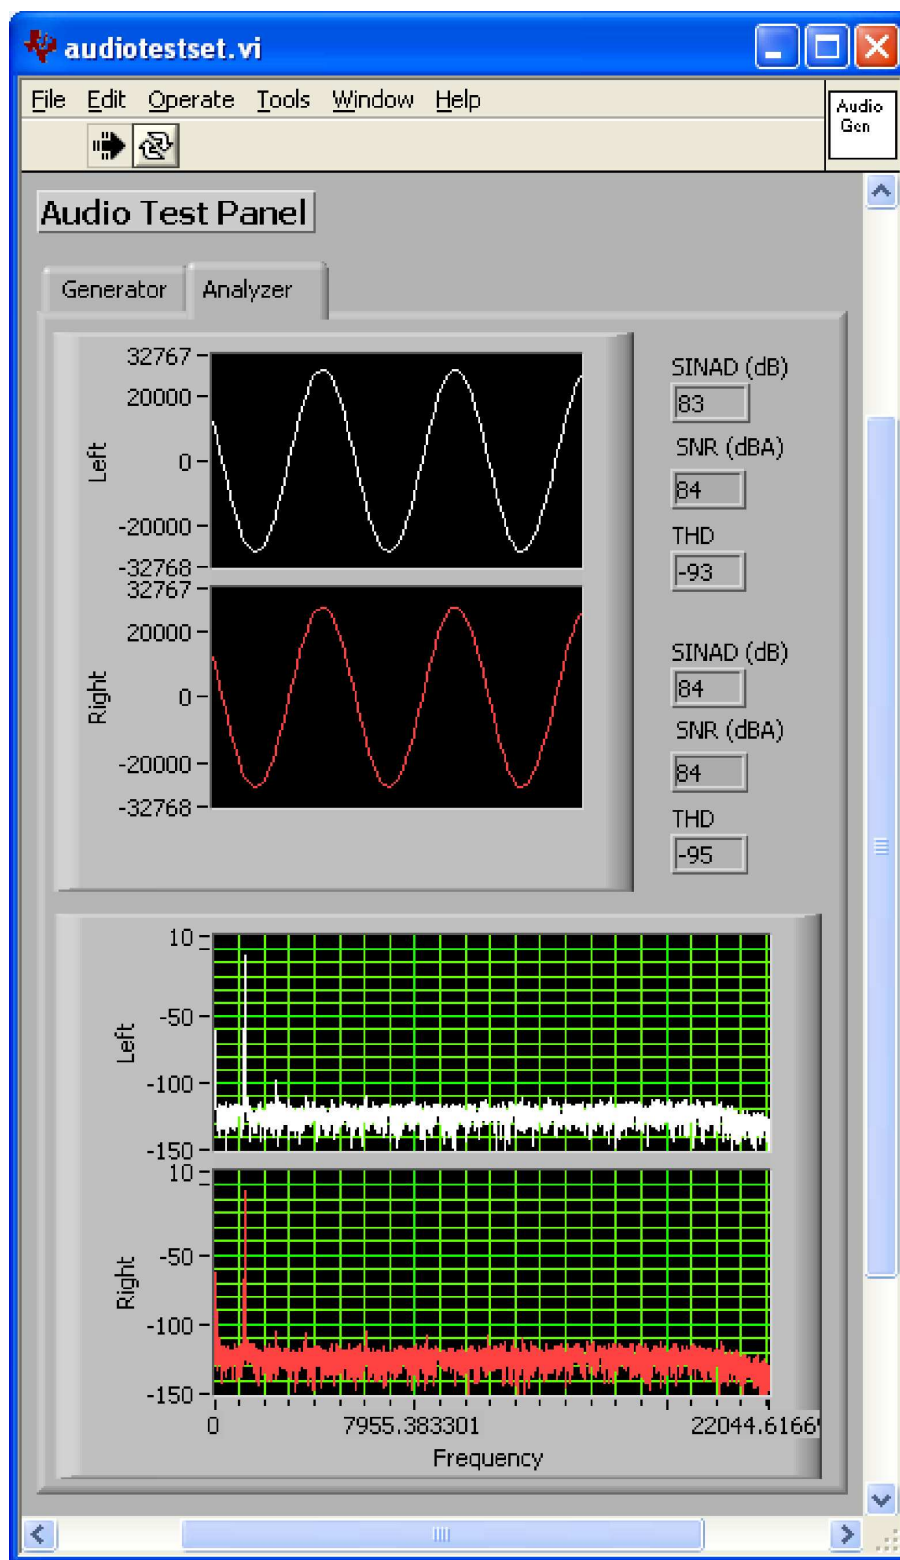 audiotestset.vi
File Edit Operate Tools Window Help
Audio
Gen
Audio Test Panel
Generator Analyzer
32767
20000
0
-20000
-32768
Left
32767
20000
0
-20000
-32768
Right
SINAD (dB)
83
SNR (dBA)
84
THD
-93
SINAD (dB)
84
SNR (dBA)
84
THD
-95
10
-50
-100
-150
Left
10
-50
-100
-150
Right
0 7955.383301 22044.6166
Frequency